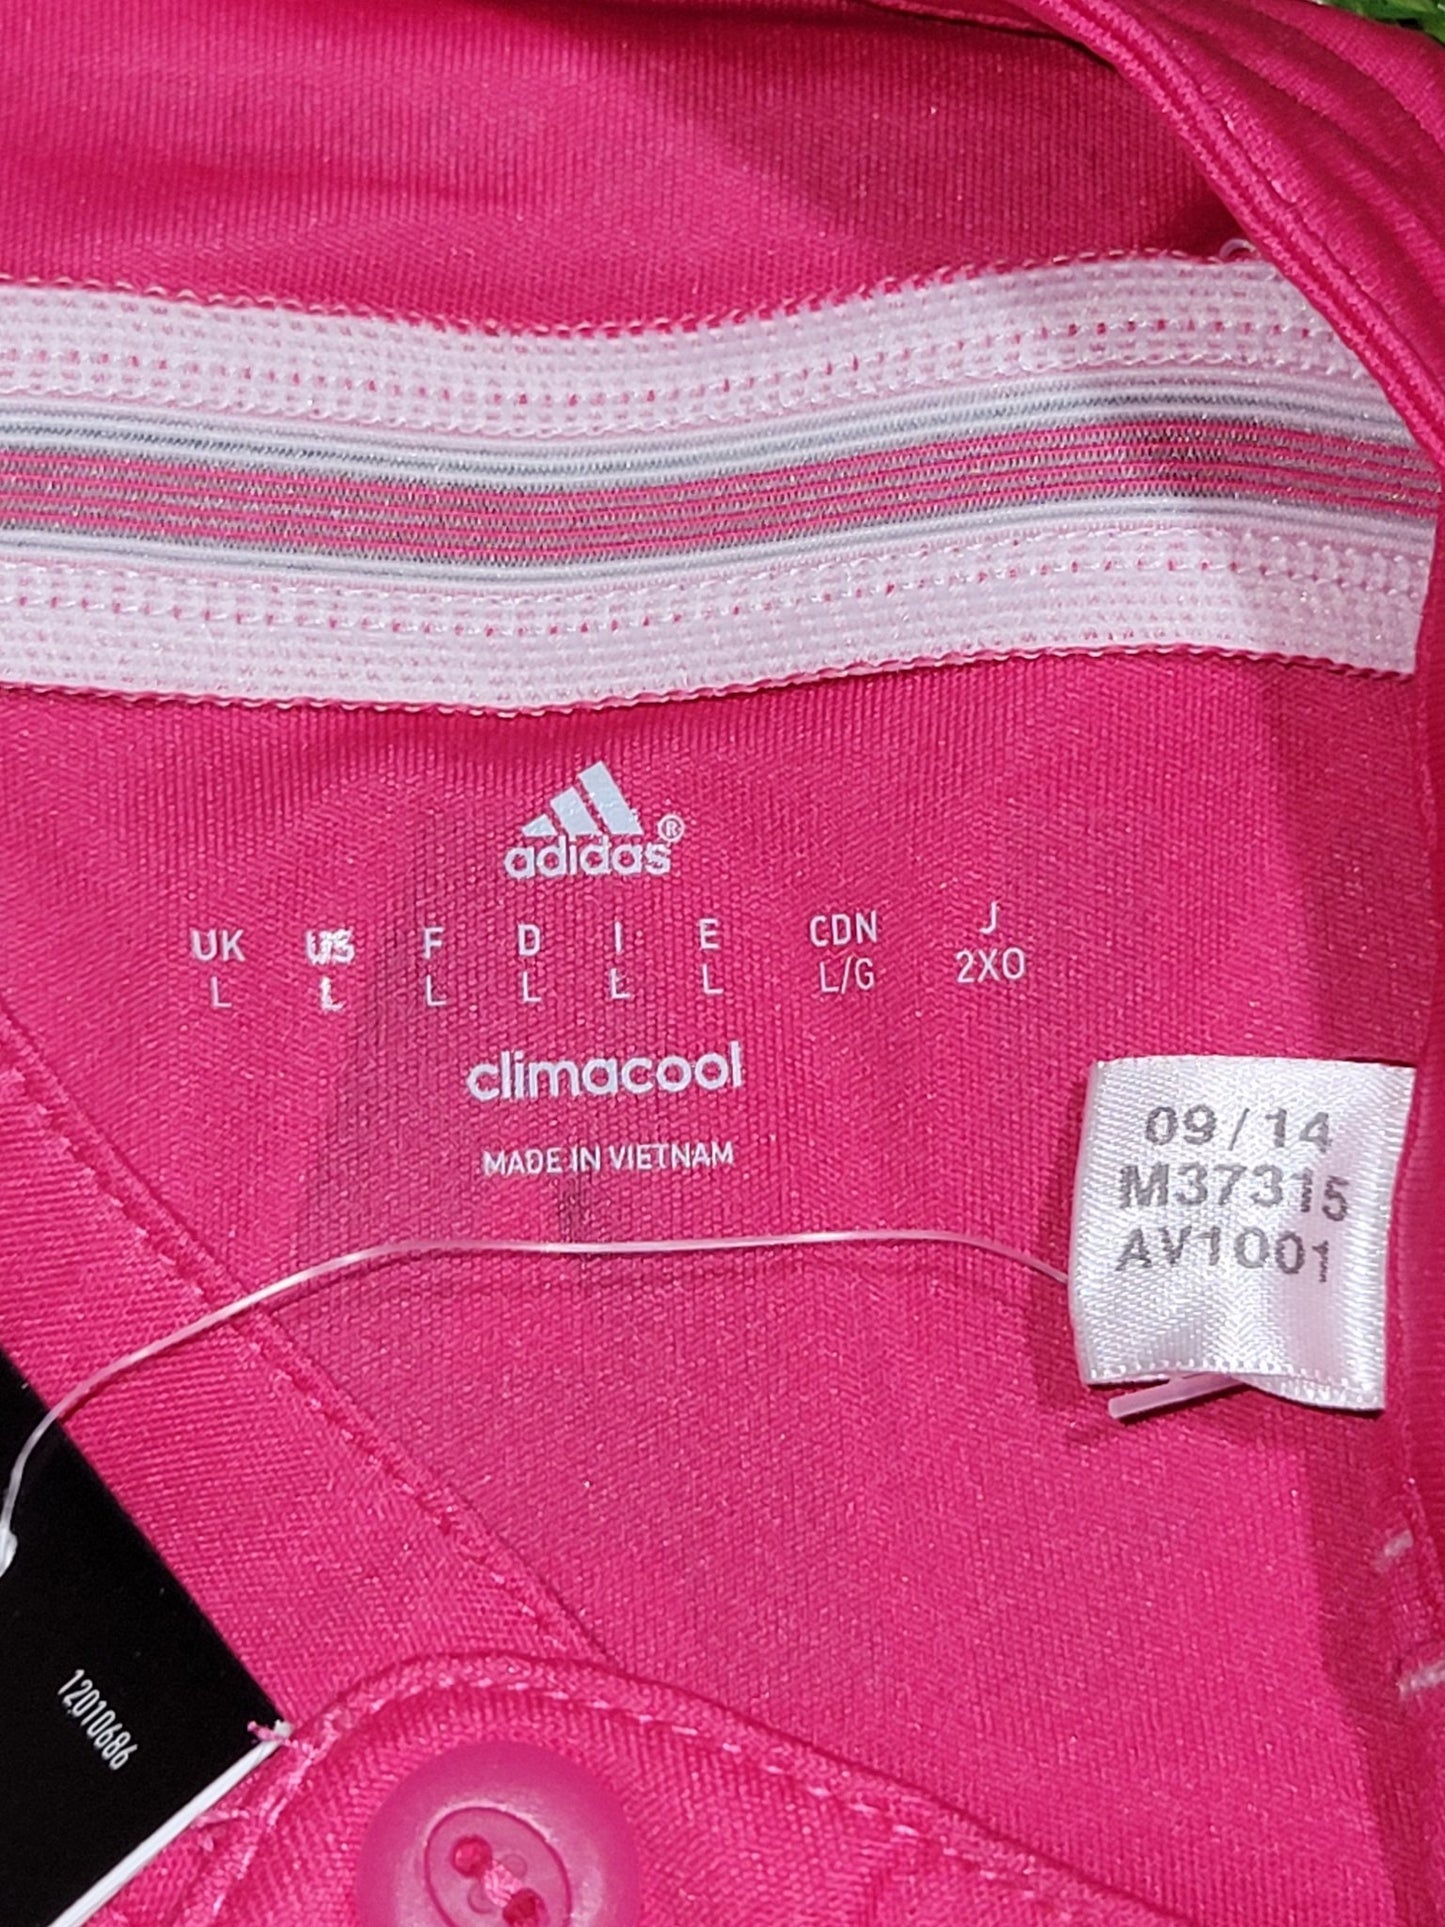 adidas®
UK US F D I E CDN J
L L L L L L L/G 2XO
climacool
MADE IN VIETNAM
09/14
M37315
AV1001
12010686